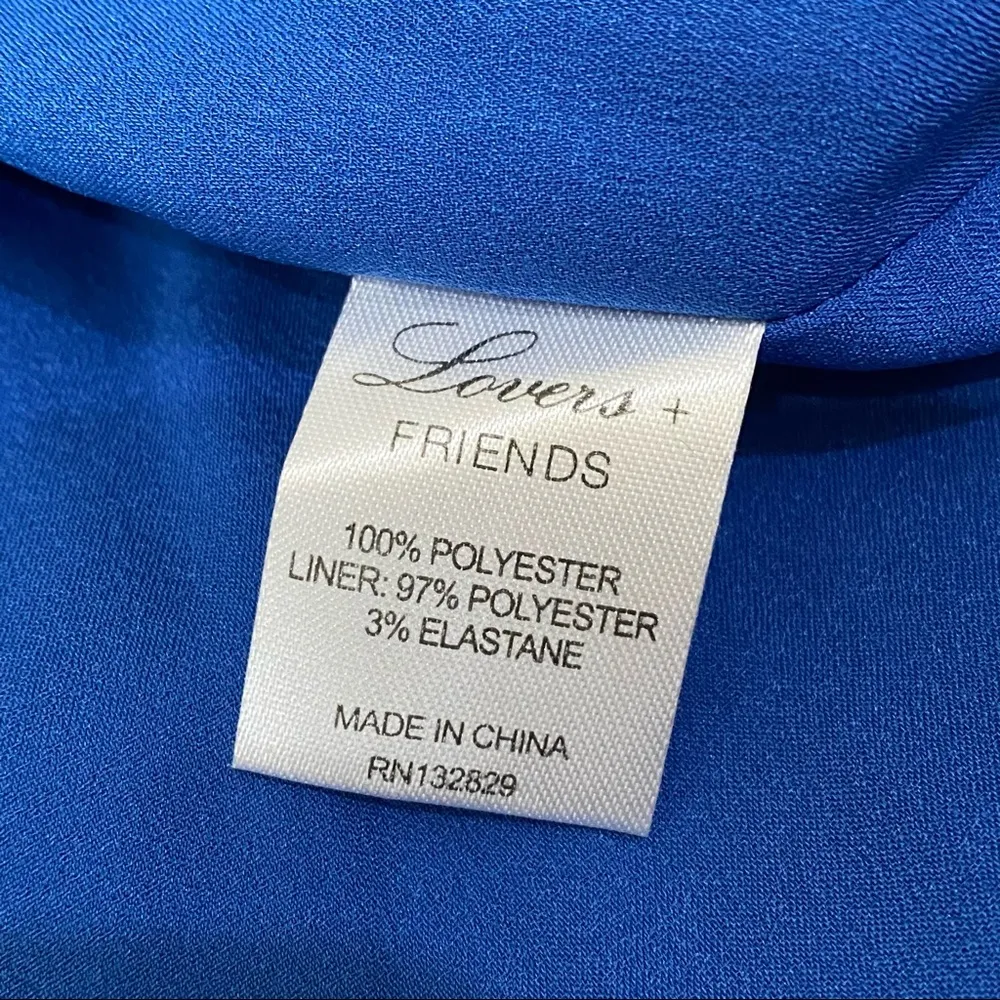 Lovers +
FRIENDS
100% POLYESTER
LINER: 97% POLYESTER
3% ELASTANE
MADE IN CHINA
RN132829